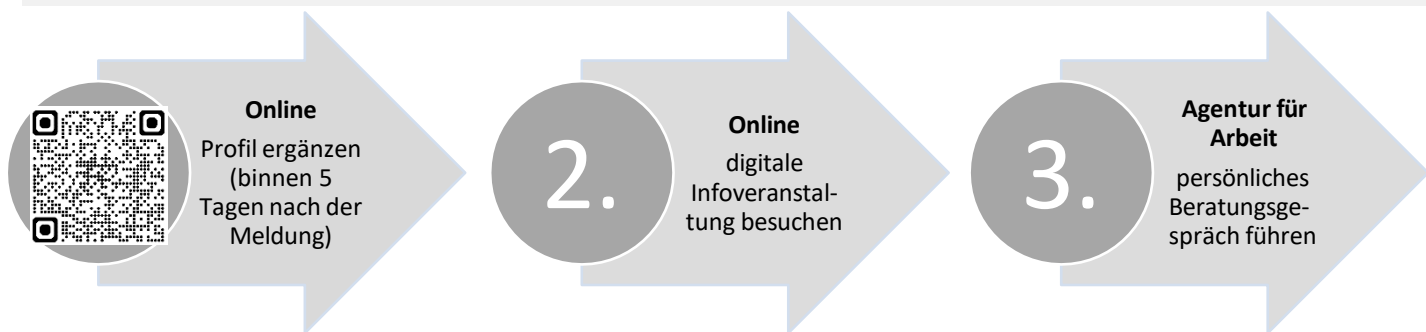 Online
Profil ergänzen
(binnen 5
Tagen nach der
Meldung)
2.
Online
digitale
Infoveranstal-
tung besuchen
3.
Agentur für
Arbeit
persönliches
Beratungsge-
spräch führen